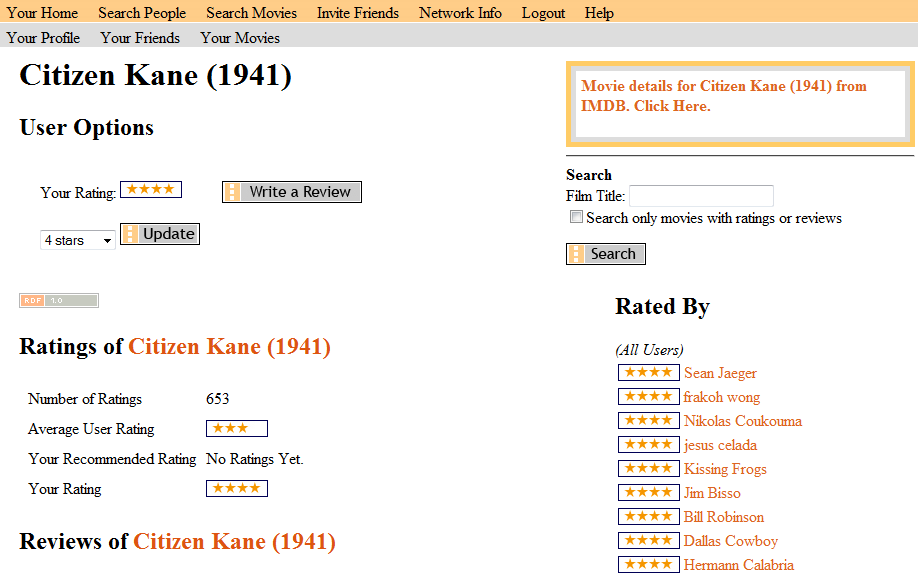 Your Home Search People Search Movies Invite Friends Network Info Logout Help
Your Profile Your Friends Your Movies
Citizen Kane (1941)
User Options
Your Rating:
Write a Review
4 stars
Update
RDF 1.0
Ratings of Citizen Kane (1941)
Number of Ratings 653
Average User Rating
Your Recommended Rating No Ratings Yet.
Your Rating
Reviews of Citizen Kane (1941)
Movie details for Citizen Kane (1941) from
IMDB. Click Here.
Search
Film Title:
Search only movies with ratings or reviews
Search
Rated By
(All Users)
Sean Jaeger
frakoh wong
Nikolas Coukouma
jesus celada
Kissing Frogs
Jim Bisso
Bill Robinson
Dallas Cowboy
Hermann Calabria